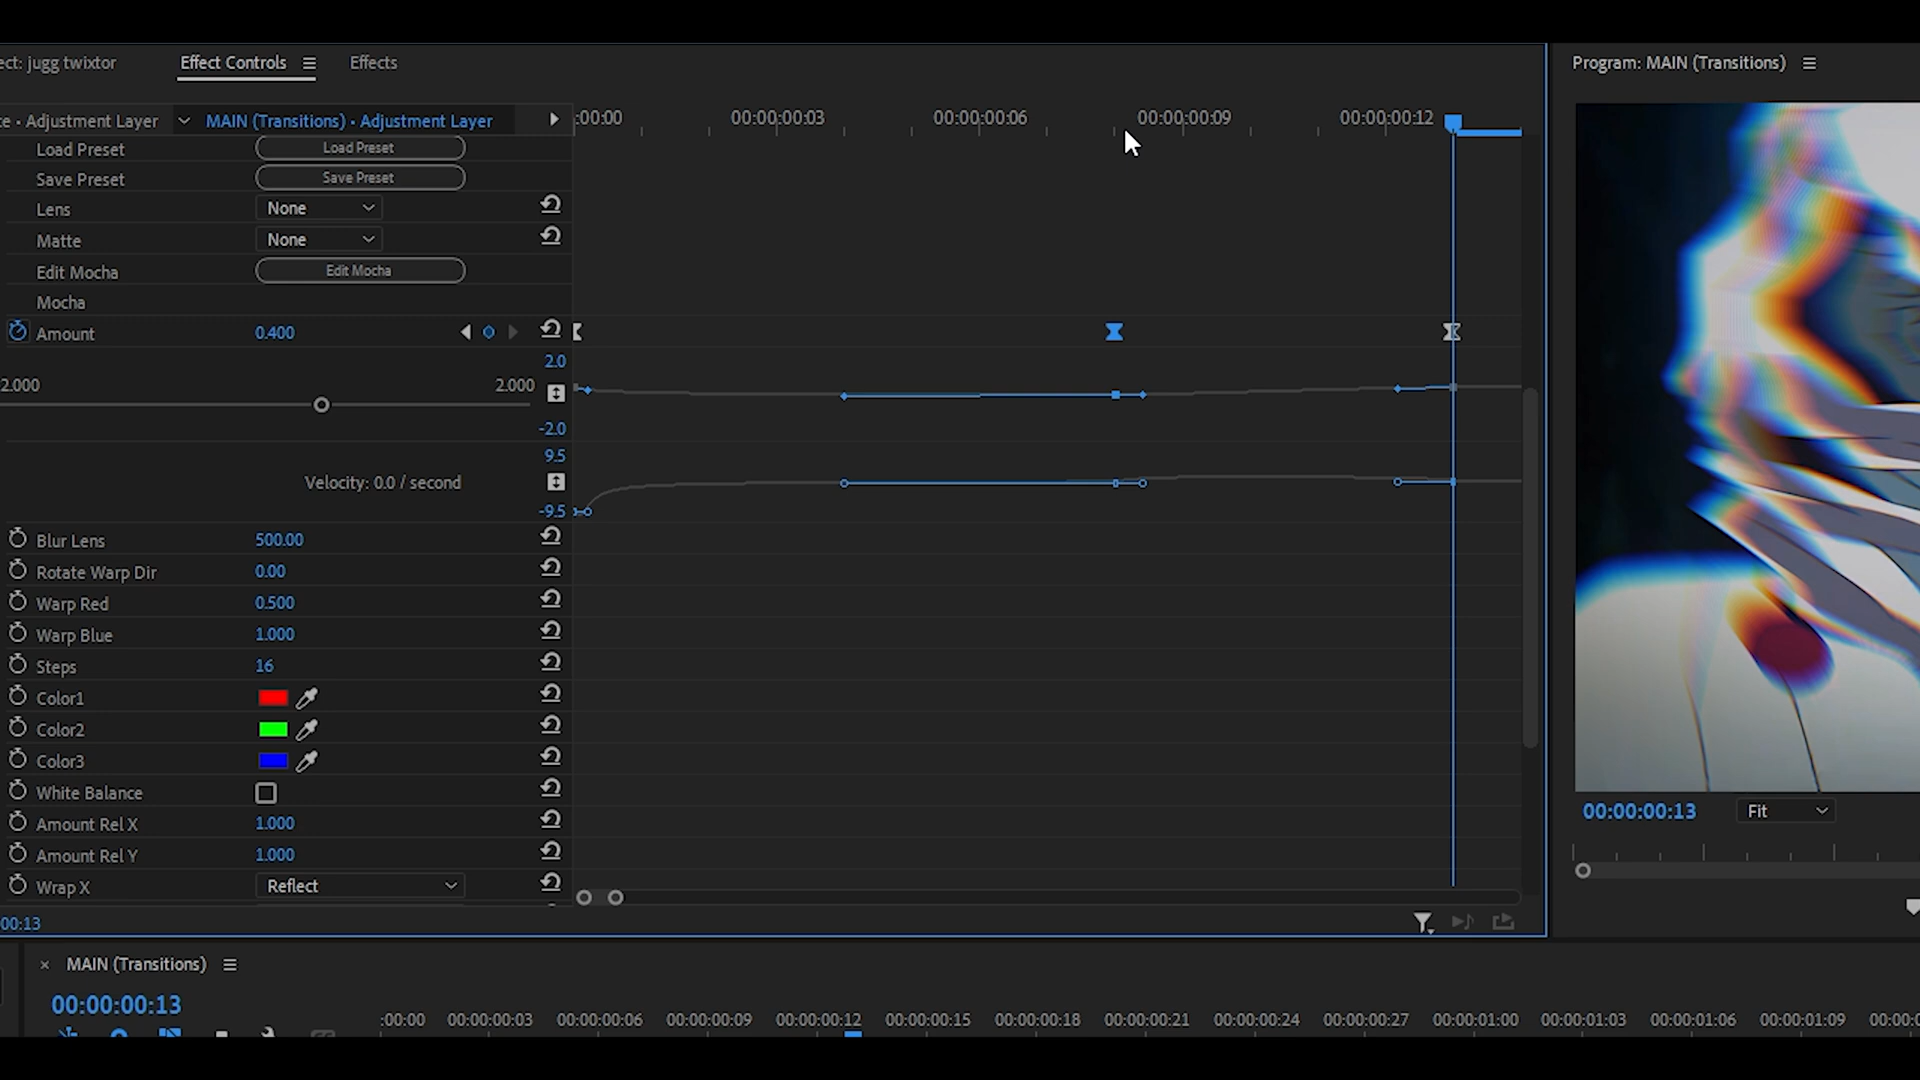 ect: jugg twixtor
Effect Controls
Effects
Program: MAIN (Transitions)
e • Adjustment Layer
MAIN (Transitions) • Adjustment Layer
:00:00
00:00:00:03
00:00:00:06
00:00:00:09
00:00:00:12
Load Preset
Load Preset
Save Preset
Save Preset
Lens
None
Matte
None
Edit Mocha
Edit Mocha
Mocha
Amount
0.400
2.0
2.000
2.000
-2.0
9.5
Velocity: 0.0 / second
-9.5
Blur Lens
500.00
Rotate Warp Dir
0.00
Warp Red
0.500
Warp Blue
1.000
Steps
16
Color1
Color2
Color3
White Balance
Amount Rel X
1.000
Amount Rel Y
1.000
Wrap X
Reflect
00:13
00:00:00:13
Fit
MAIN (Transitions)
00:00:00:13
:00:00
00:00:00:03
00:00:00:06
00:00:00:09
00:00:00:12
00:00:00:15
00:00:00:18
00:00:00:21
00:00:00:24
00:00:00:27
00:00:01:00
00:00:01:03
00:00:01:06
00:00:01:09
00:00:0